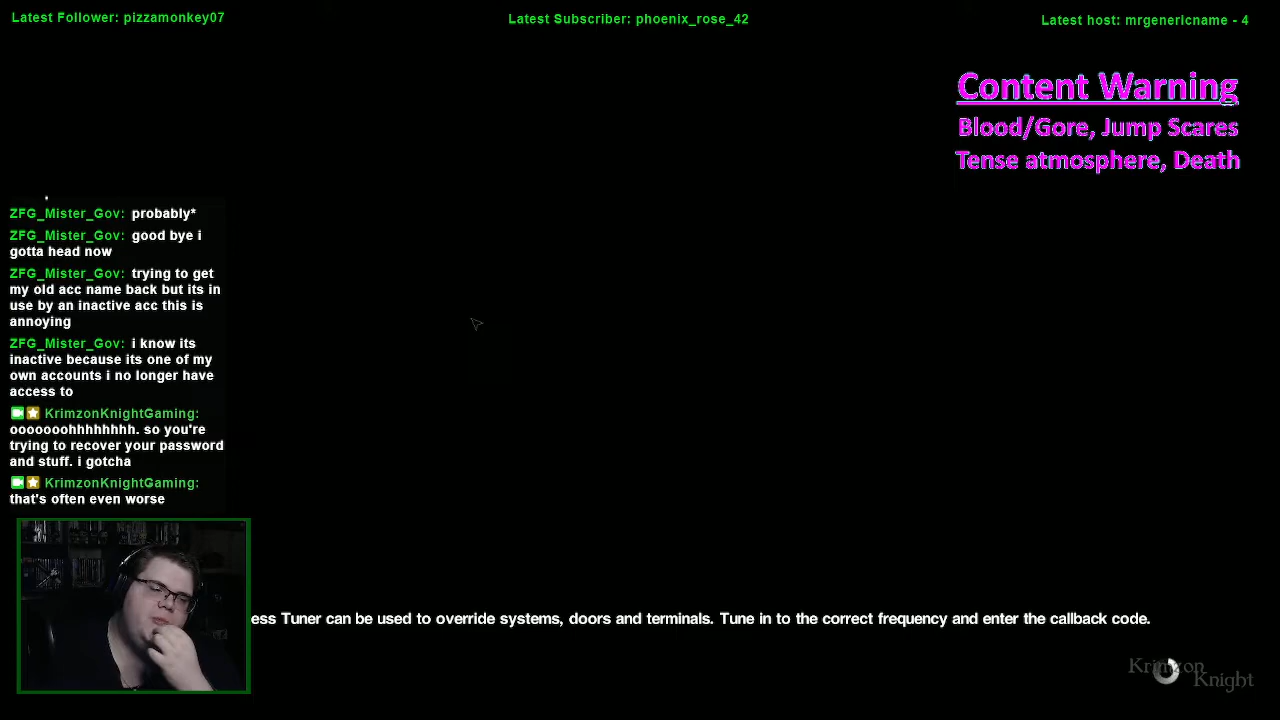 Latest Follower: pizzamonkey07
Latest Subscriber: phoenix_rose_42
Latest host: mrgenericname - 4
Content Warning
Blood/Gore, Jump Scares
Tense atmosphere, Death
ZFG_Mister_Gov: probably*
ZFG_Mister_Gov: good bye i
gotta head now
ZFG_Mister_Gov: trying to get
my old acc name back but its in
use by an inactive acc this is
annoying
ZFG_Mister_Gov: i know its
inactive because its one of my
own accounts i no longer have
access to
KrimzonKnightGaming:
ooooooohhhhhhhh. so you're
trying to recover your password
and stuff. i gotcha
KrimzonKnightGaming:
that's often even worse
ess Tuner can be used to override systems, doors and terminals. Tune in to the correct frequency and enter the callback code.
Krimzon
Knight